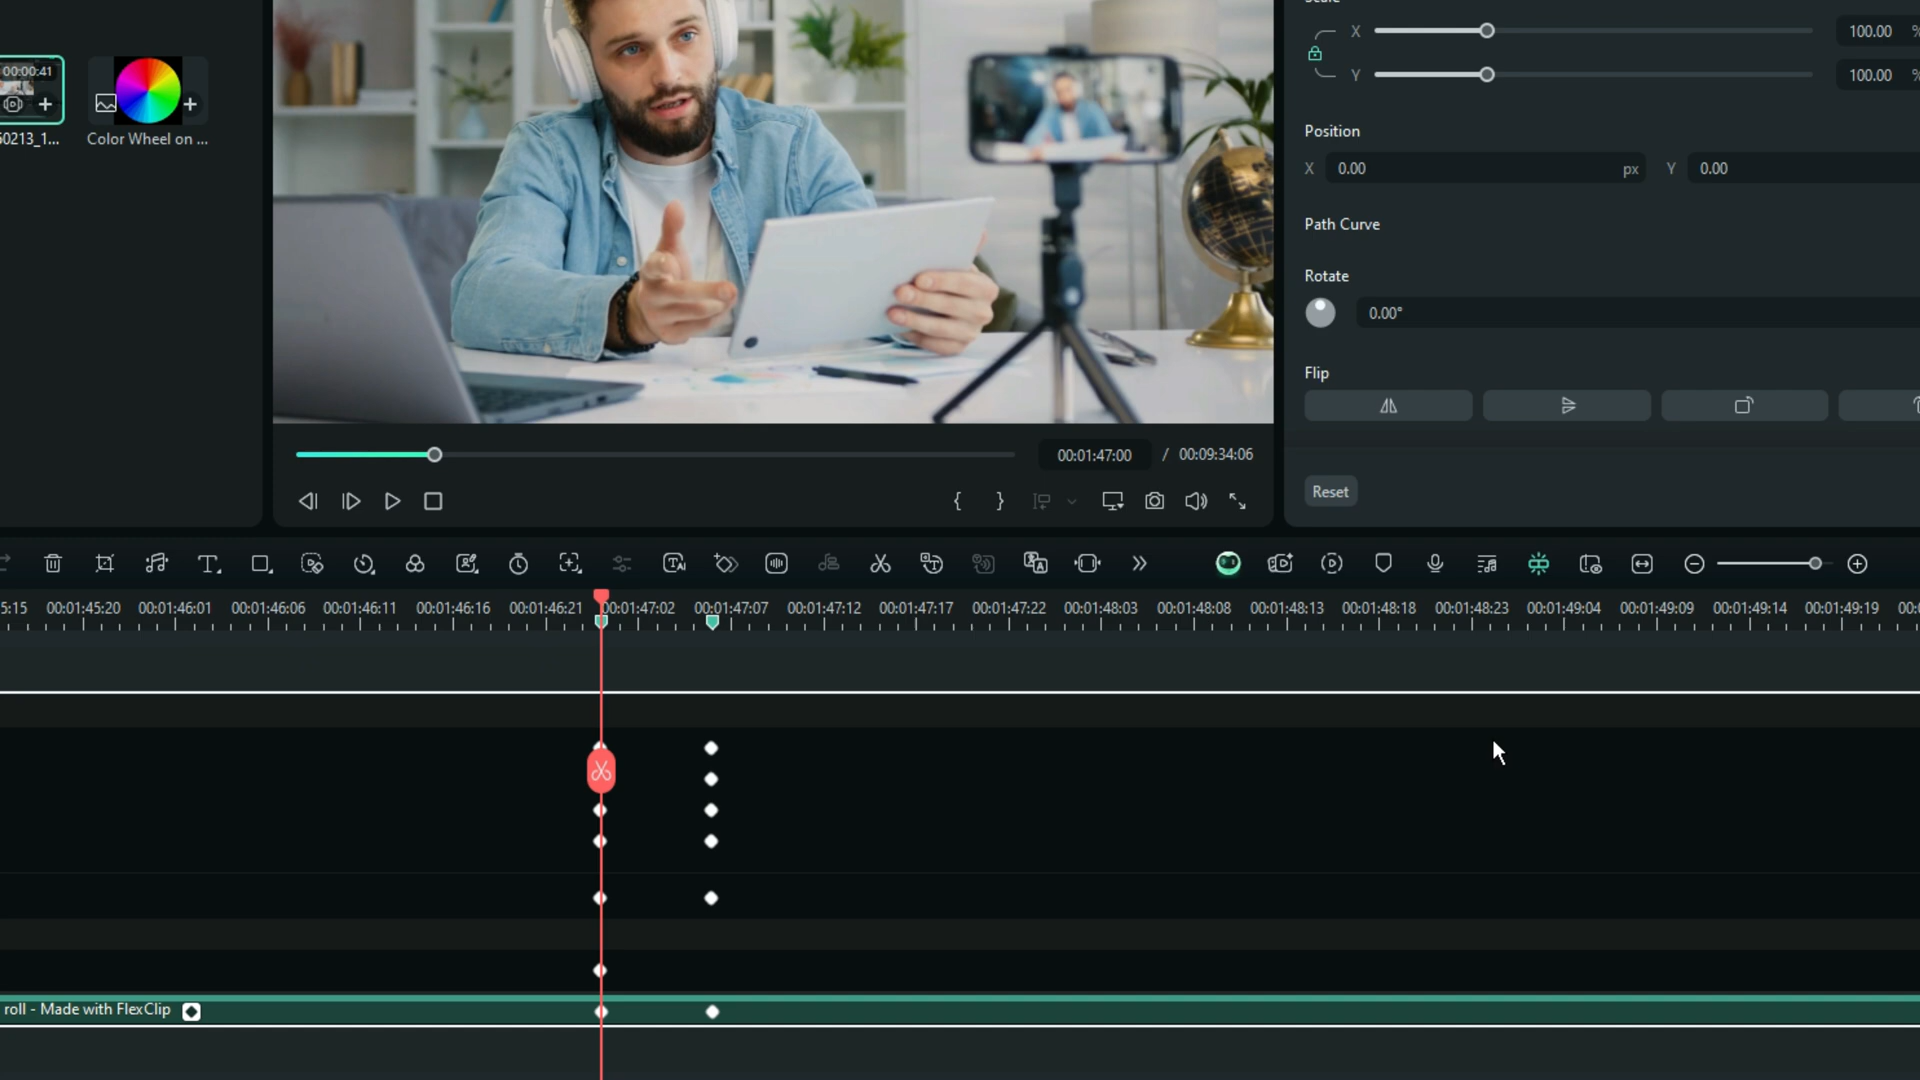 00:00:41
50213_1...
Color Wheel on ...
X
100.00
Y
100.00
Position
X
0.00
px
Y
0.00
Path Curve
Rotate
0.00°
Flip
00:01:47:00 / 00:09:34:06
Reset
5:15 00:01:45:20 00:01:46:01 00:01:46:06 00:01:46:11 00:01:46:16 00:01:46:21 00:01:47:02 00:01:47:07 00:01:47:12 00:01:47:17 00:01:47:22 00:01:48:03 00:01:48:08 00:01:48:13 00:01:48:18 00:01:48:23 00:01:49:04 00:01:49:09 00:01:49:14 00:01:49:19
roll - Made with FlexClip